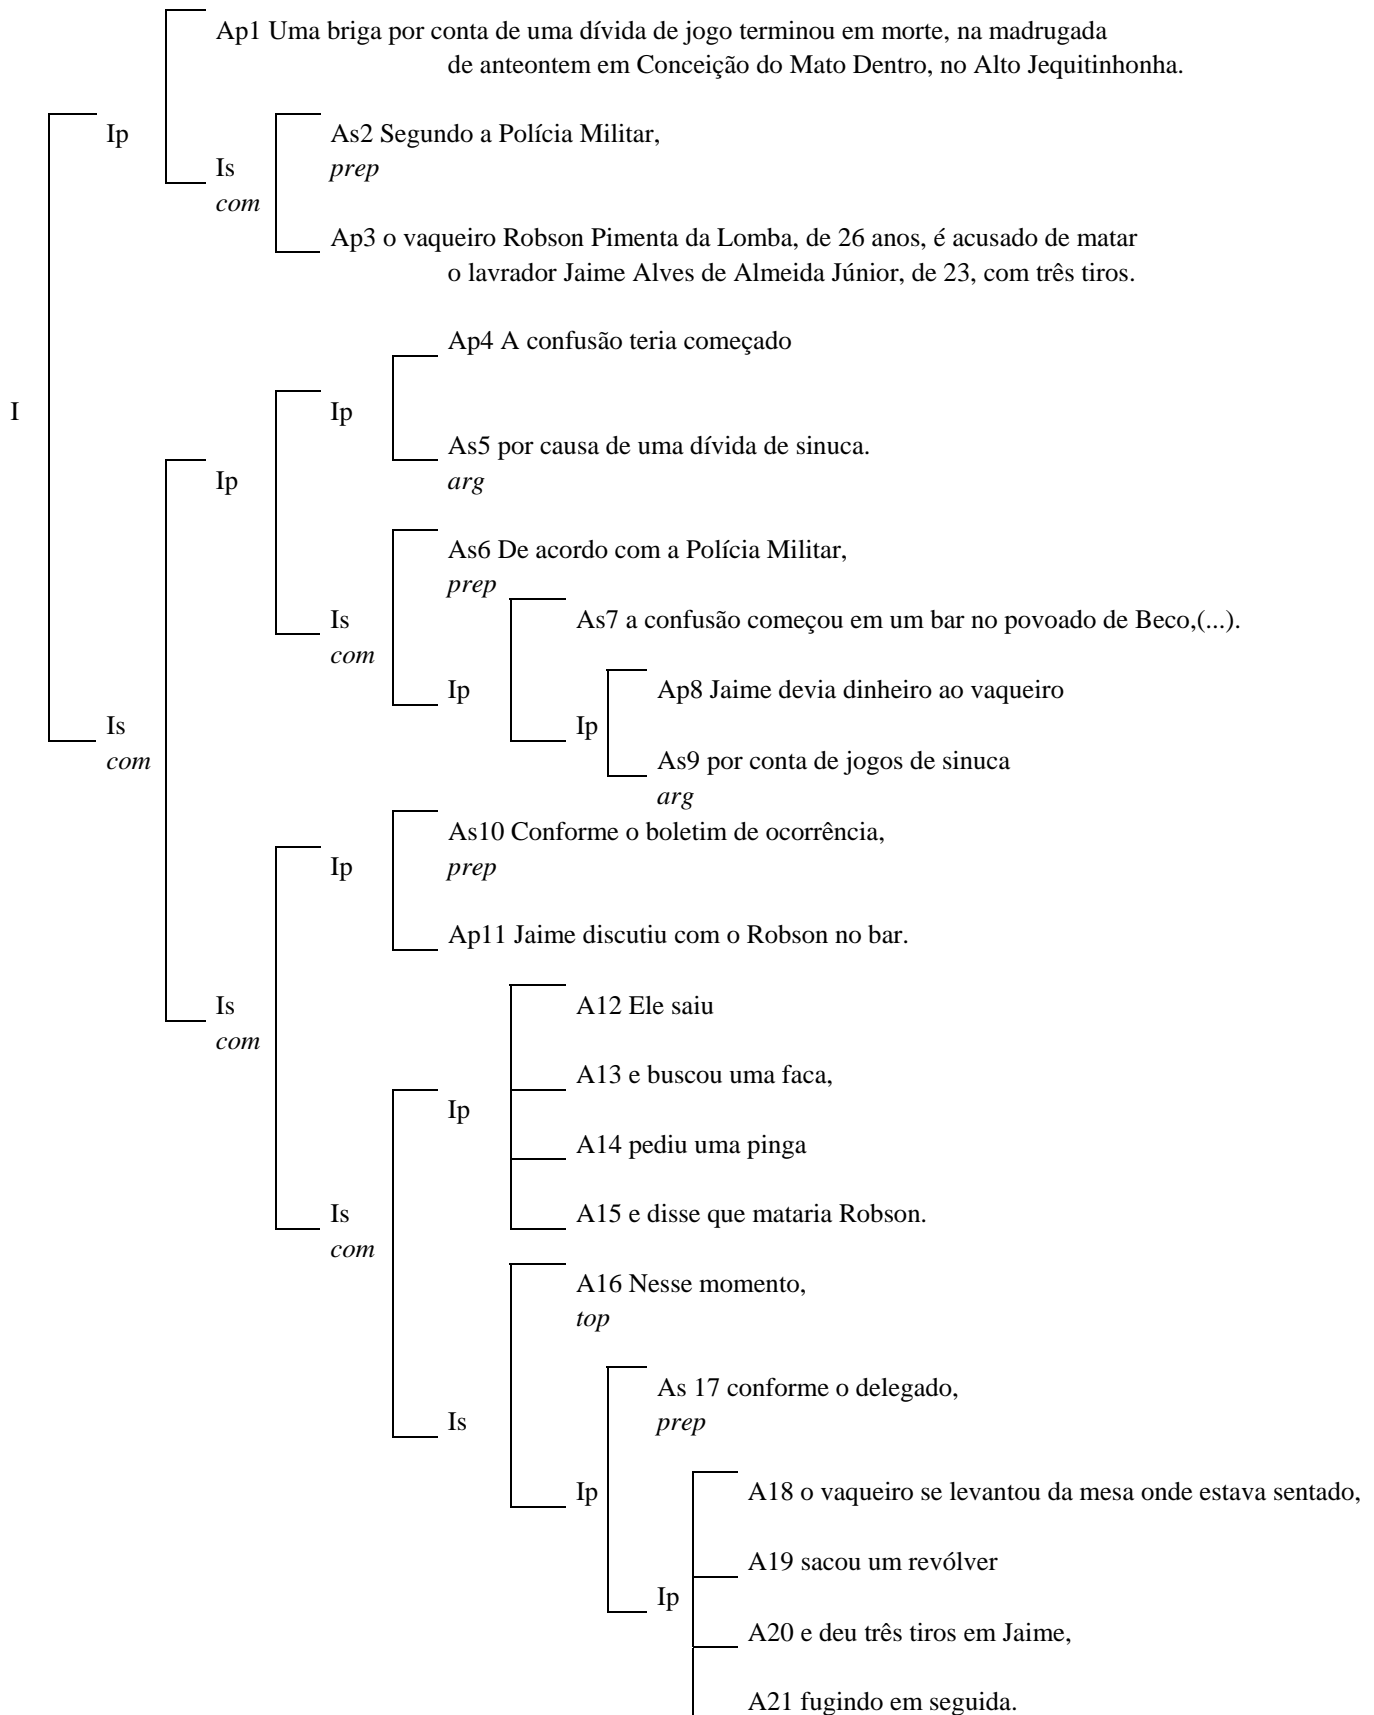 Ap1 Uma briga por conta de uma dívida de jogo terminou em morte, na madrugada
de anteontem em Conceição do Mato Dentro, no Alto Jequitinhonha.
Ip
As2 Segundo a Polícia Militar,
Is
prep
com
Ap3 o vaqueiro Robson Pimenta da Lomba, de 26 anos, é acusado de matar
o lavrador Jaime Alves de Almeida Júnior, de 23, com três tiros.
Ap4 A confusão teria começado
I
Ip
As5 por causa de uma dívida de sinuca.
Ip
arg
As6 De acordo com a Polícia Militar,
prep
Is
As7 a confusão começou em um bar no povoado de Beco,(...).
com
Ip
Ap8 Jaime devia dinheiro ao vaqueiro
Is
Ip
com
As9 por conta de jogos de sinuca
arg
As10 Conforme o boletim de ocorrência,
Ip
prep
Ap11 Jaime discutiu com o Robson no bar.
Is
A12 Ele saiu
com
A13 e buscou uma faca,
Ip
A14 pediu uma pinga
Is
A15 e disse que mataria Robson.
com
A16 Nesse momento,
top
As 17 conforme o delegado,
Is
prep
Ip
A18 o vaqueiro se levantou da mesa onde estava sentado,
A19 sacou um revólver
Ip
A20 e deu três tiros em Jaime,
A21 fugindo em seguida.